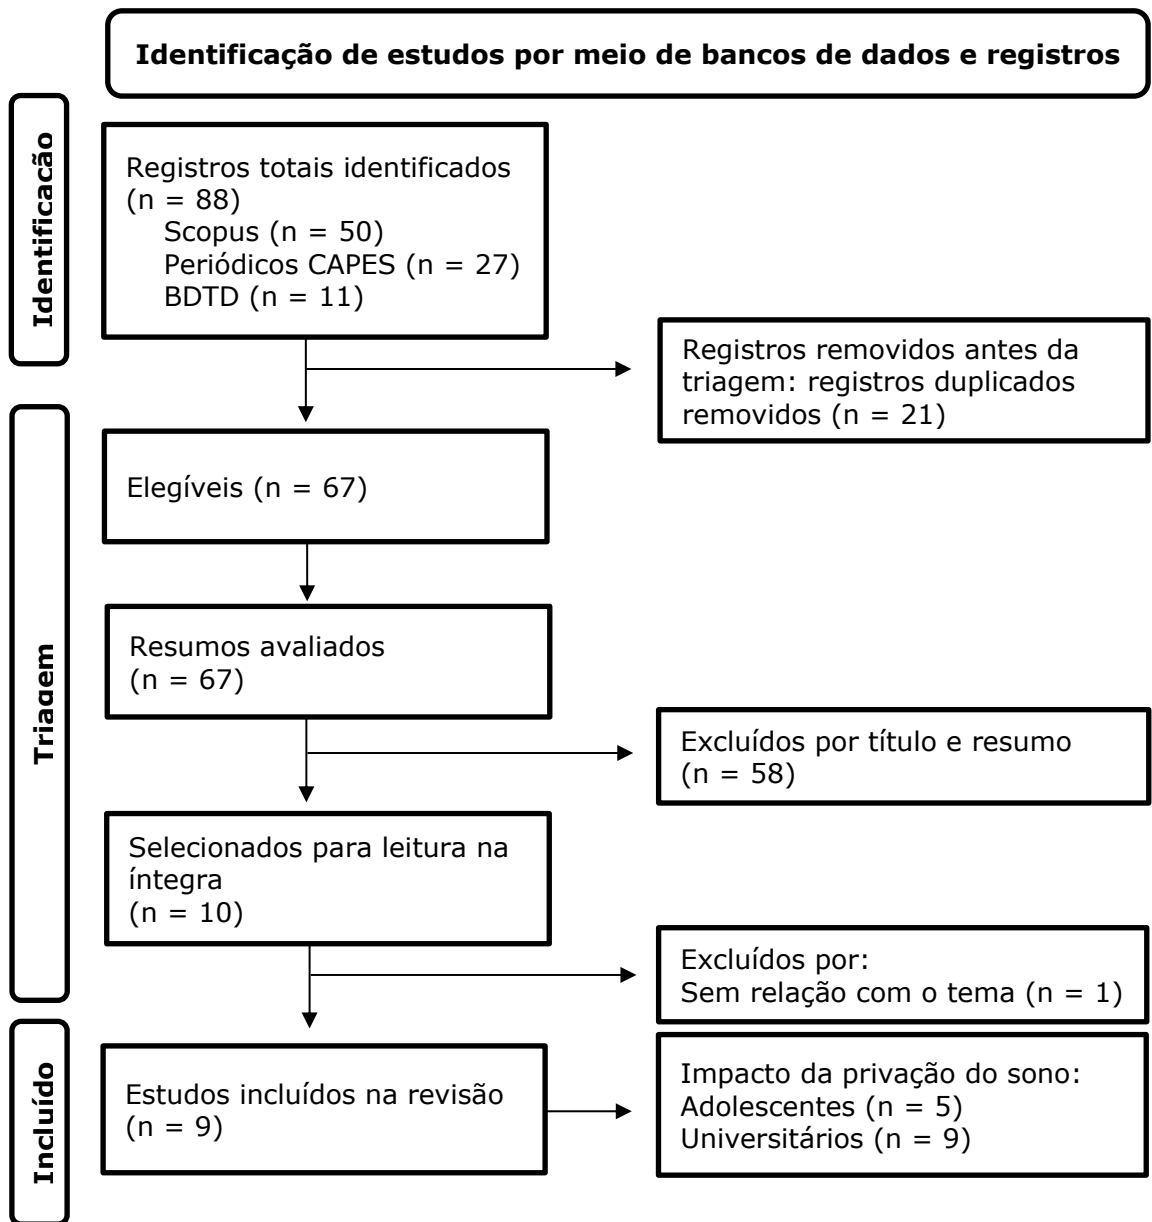 Identificação de estudos por meio de bancos de dados e registros
Identificação
Registros totais identificados
(n = 88)
Scopus (n = 50)
Periódicos CAPES (n = 27)
BDTD (n = 11)
Registros removidos antes da
triagem: registros duplicados
removidos (n = 21)
Triagem
Elegíveis (n = 67)
Resumos avaliados
(n = 67)
Excluídos por título e resumo
(n = 58)
Selecionados para leitura na
íntegra
(n = 10)
Excluídos por:
Sem relação com o tema (n = 1)
Incluído
Estudos incluídos na revisão
(n = 9)
Impacto da privação do sono:
Adolescentes (n = 5)
Universitários (n = 9)